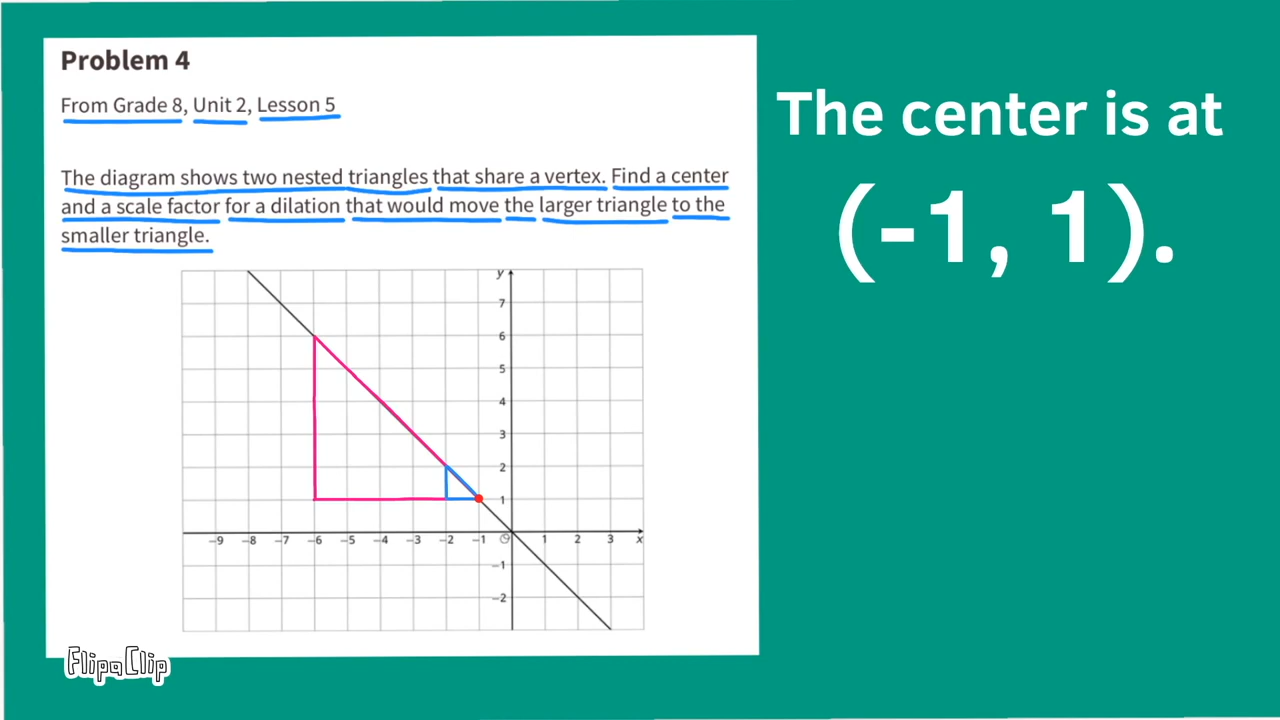 Problem 4
From Grade 8, Unit 2, Lesson 5
The diagram shows two nested triangles that share a vertex. Find a center
and a scale factor for a dilation that would move the larger triangle to the
smaller triangle.
The center is at
(-1, 1).
y
7
6
5
4
3
2
1
−9 −8 −7 −6 −5 −4 −3 −2 −1 O 1 2 3 x
−1
−2
FlipaClip